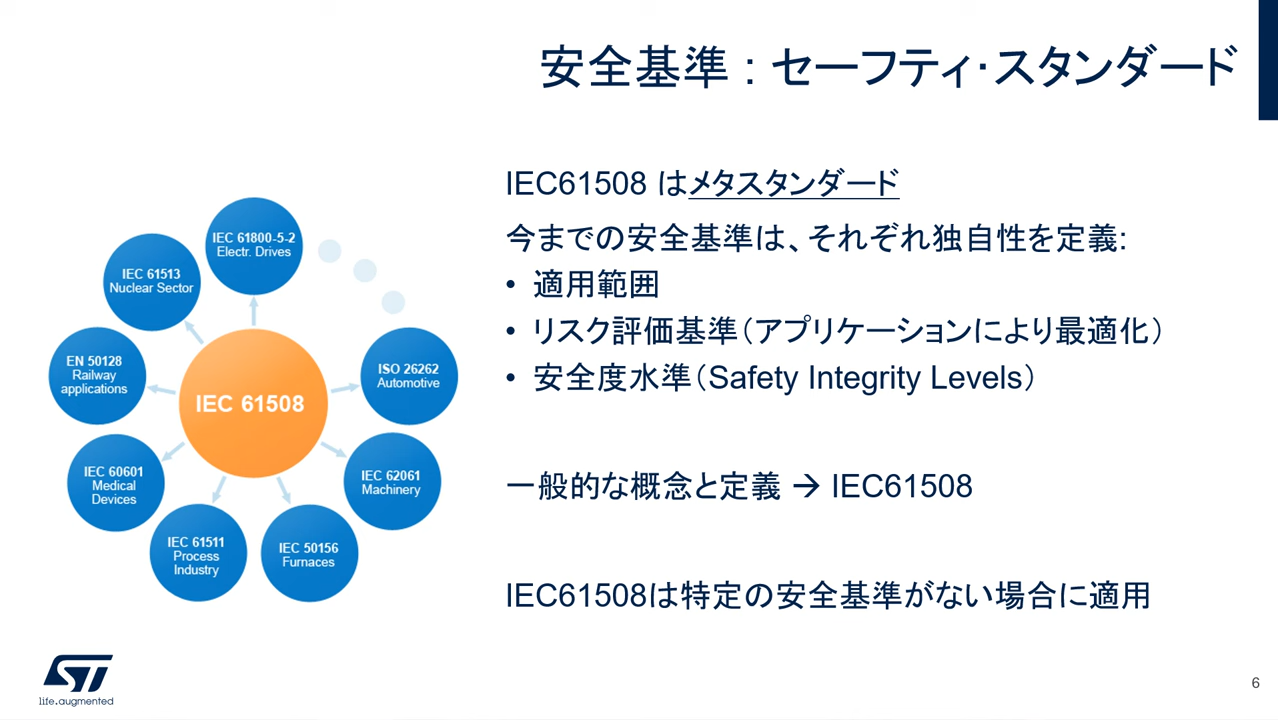 安全基準：セーフティ・スタンダード
IEC61508 はメタスタンダード
今までの安全基準は、それぞれ独自性を定義:
• 適用範囲
• リスク評価基準（アプリケーションにより最適化）
• 安全度水準（Safety Integrity Levels）
一般的な概念と定義 → IEC61508
IEC61508は特定の安全基準がない場合に適用
IEC 61800-5-2
Electr. Drives
IEC 61513
Nuclear Sector
EN 50128
Railway
applications
ISO 26262
Automotive
IEC 61508
IEC 60601
Medical
Devices
IEC 62061
Machinery
IEC 61511
Process
Industry
IEC 50156
Furnaces
ST
life.augmented
6